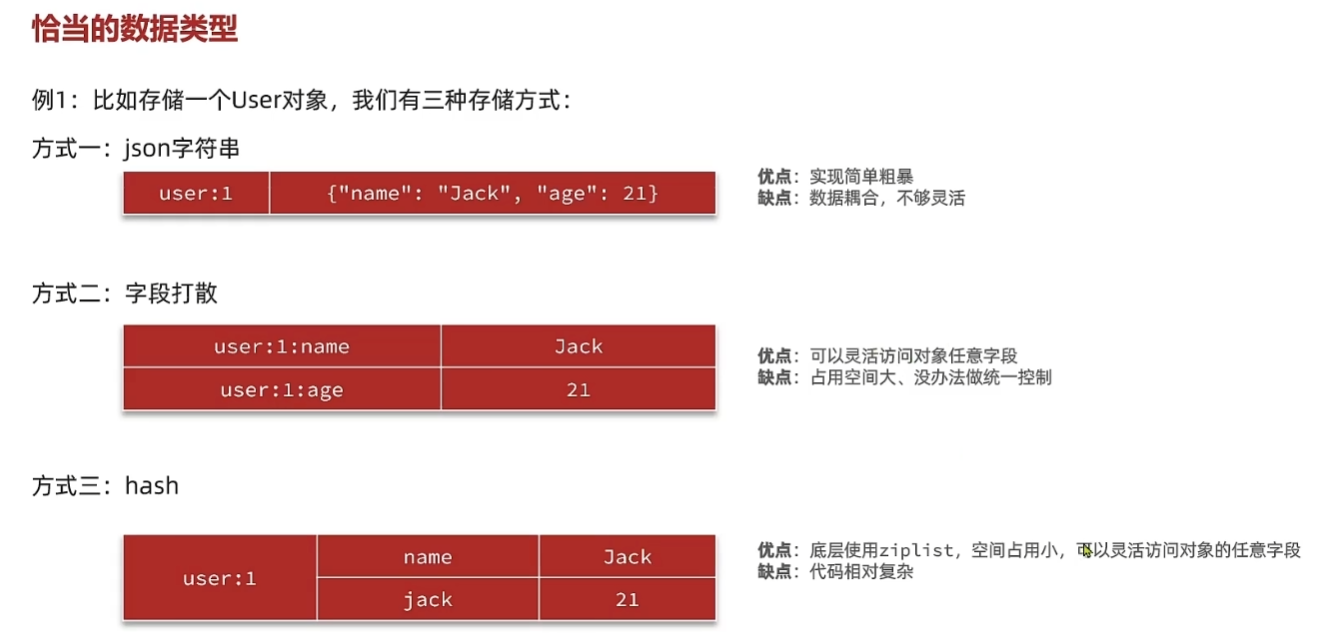 恰当的数据类型
例1：比如存储一个User对象，我们有三种存储方式：
方式一：json字符串
user:1 {"name": "Jack", "age": 21}
优点：实现简单粗暴
缺点：数据耦合，不够灵活
方式二：字段打散
user:1:name Jack
user:1:age 21
优点：可以灵活访问对象任意字段
缺点：占用空间大、没办法做统一控制
方式三：hash
user:1 name Jack
jack 21
优点：底层使用ziplist，空间占用小，可以灵活访问对象的任意字段
缺点：代码相对复杂